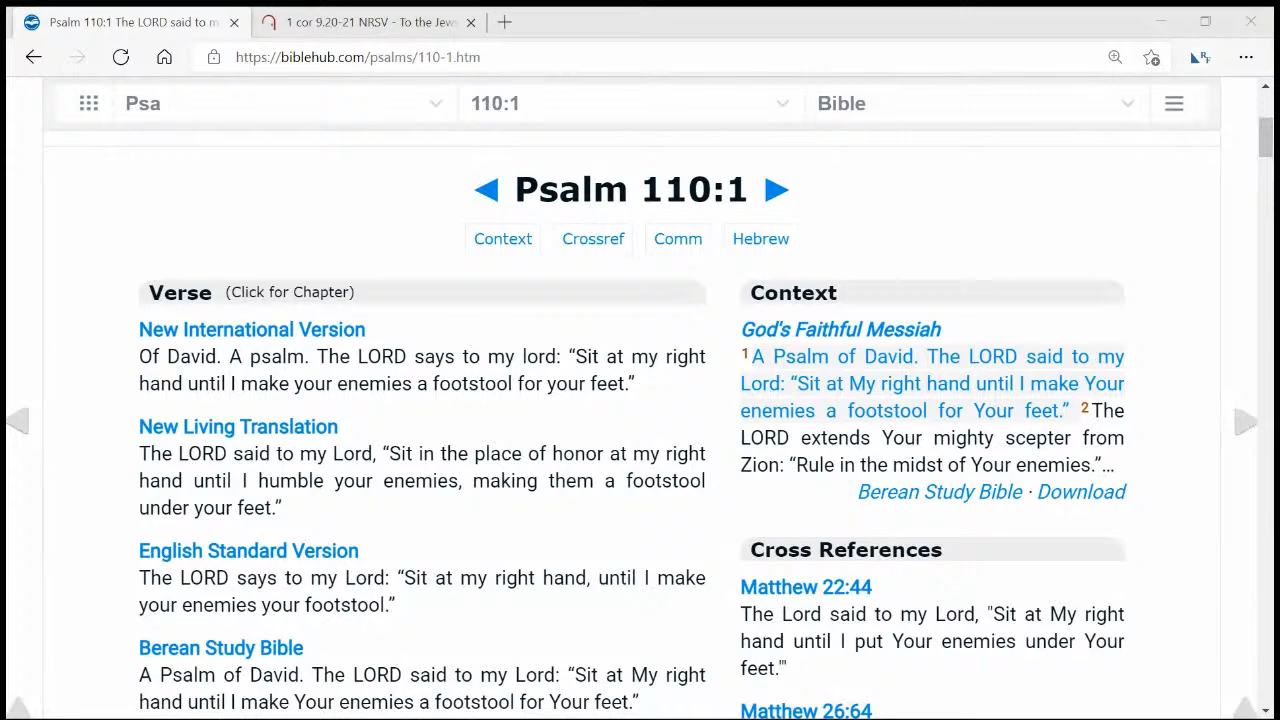 Psalm 110:1 The LORD said to m
1 cor 9.20-21 NRSV - To the Jews
https://biblehub.com/psalms/110-1.htm
Psa 110:1 Bible
Psalm 110:1
Context Crossref Comm Hebrew
Verse (Click for Chapter)
New International Version
Of David. A psalm. The LORD says to my lord: “Sit at my right
hand until I make your enemies a footstool for your feet.”
New Living Translation
The LORD said to my Lord, “Sit in the place of honor at my right
hand until I humble your enemies, making them a footstool
under your feet.”
English Standard Version
The LORD says to my Lord: “Sit at my right hand, until I make
your enemies your footstool.”
Berean Study Bible
A Psalm of David. The LORD said to my Lord: “Sit at My right
hand until I make Your enemies a footstool for Your feet.”
Context
God's Faithful Messiah
1A Psalm of David. The LORD said to my
Lord: “Sit at My right hand until I make Your
enemies a footstool for Your feet.” 2The
LORD extends Your mighty scepter from
Zion: “Rule in the midst of Your enemies.”...
Berean Study Bible · Download
Cross References
Matthew 22:44
The Lord said to my Lord, "Sit at My right
hand until I put Your enemies under Your
feet."'
Matthew 26:64